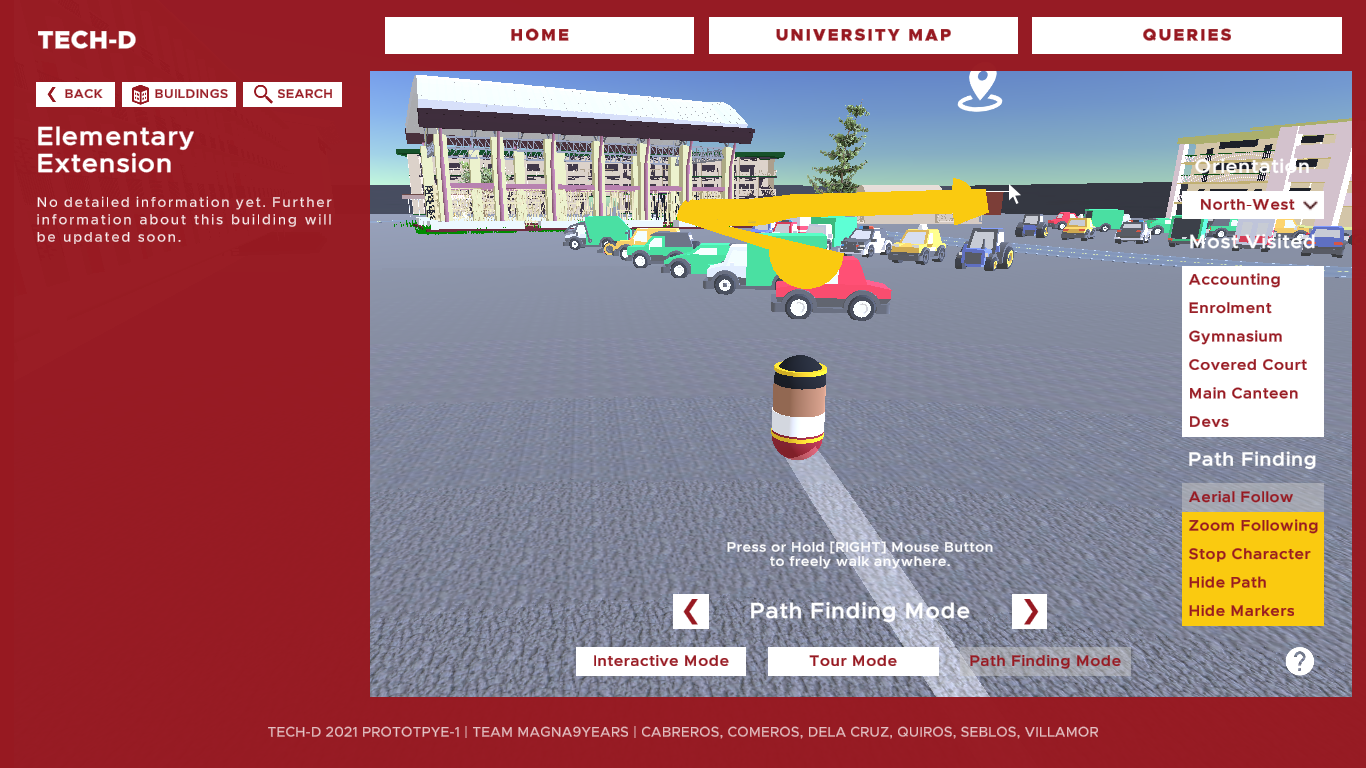 TECH-D
HOME
UNIVERSITY MAP
QUERIES
BACK
BUILDINGS
SEARCH
Elementary
Extension
No detailed information yet. Further
information about this building will
be updated soon.
Orientation
North-West
Most Visited
Accounting
Enrolment
Gymnasium
Covered Court
Main Canteen
Devs
Path Finding
Aerial Follow
Zoom Following
Stop Character
Hide Path
Hide Markers
Press or Hold [RIGHT] Mouse Button
to freely walk anywhere.
Path Finding Mode
Interactive Mode
Tour Mode
Path Finding Mode
?
TECH-D 2021 PROTOTPYE-1 | TEAM MAGNA9YEARS | CABREROS, COMEROS, DELA CRUZ, QUIROS, SEBLOS, VILLAMOR